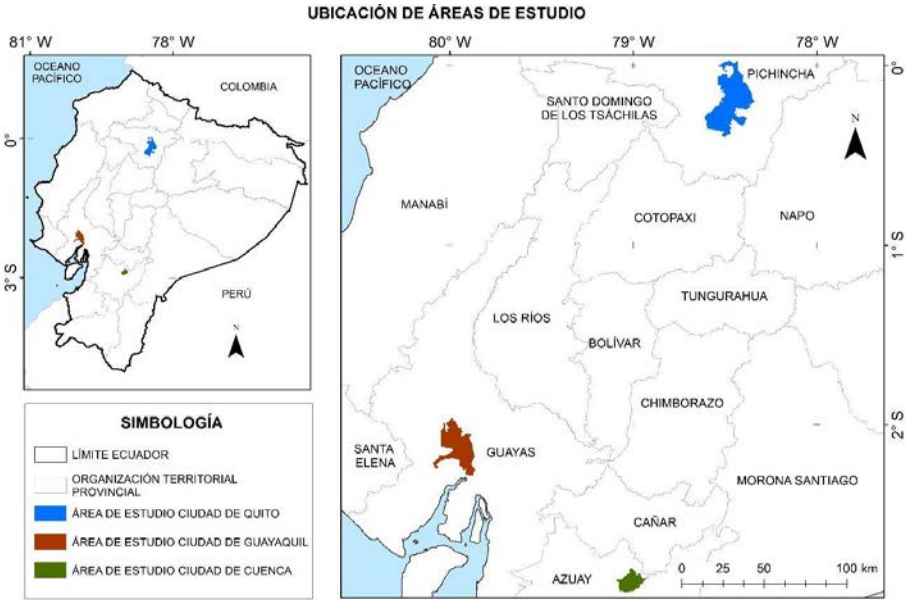 UBICACIÓN DE ÁREAS DE ESTUDIO
81° W
78° W
OCEANO
PACÍFICO
COLOMBIA
0°
3° S
PERÚ
N
SIMBOLOGÍA
LÍMITE ECUADOR
ORGANIZACIÓN TERRITORIAL
PROVINCIAL
ÁREA DE ESTUDIO CIUDAD DE QUITO
ÁREA DE ESTUDIO CIUDAD DE GUAYAQUIL
ÁREA DE ESTUDIO CIUDAD DE CUENCA
80° W
79° W
78° W
OCEANO
PACÍFICO
SANTO DOMINGO
DE LOS TSÁCHILAS
PICHINCHA
0°
N
MANABÍ
COTOPAXI
NAPO
1° S
TUNGURAHUA
LOS RÍOS
BOLÍVAR
CHIMBORAZO
2° S
SANTA
ELENA
GUAYAS
MORONA SANTIAGO
CAÑAR
AZUAY
0 25 50 100 km